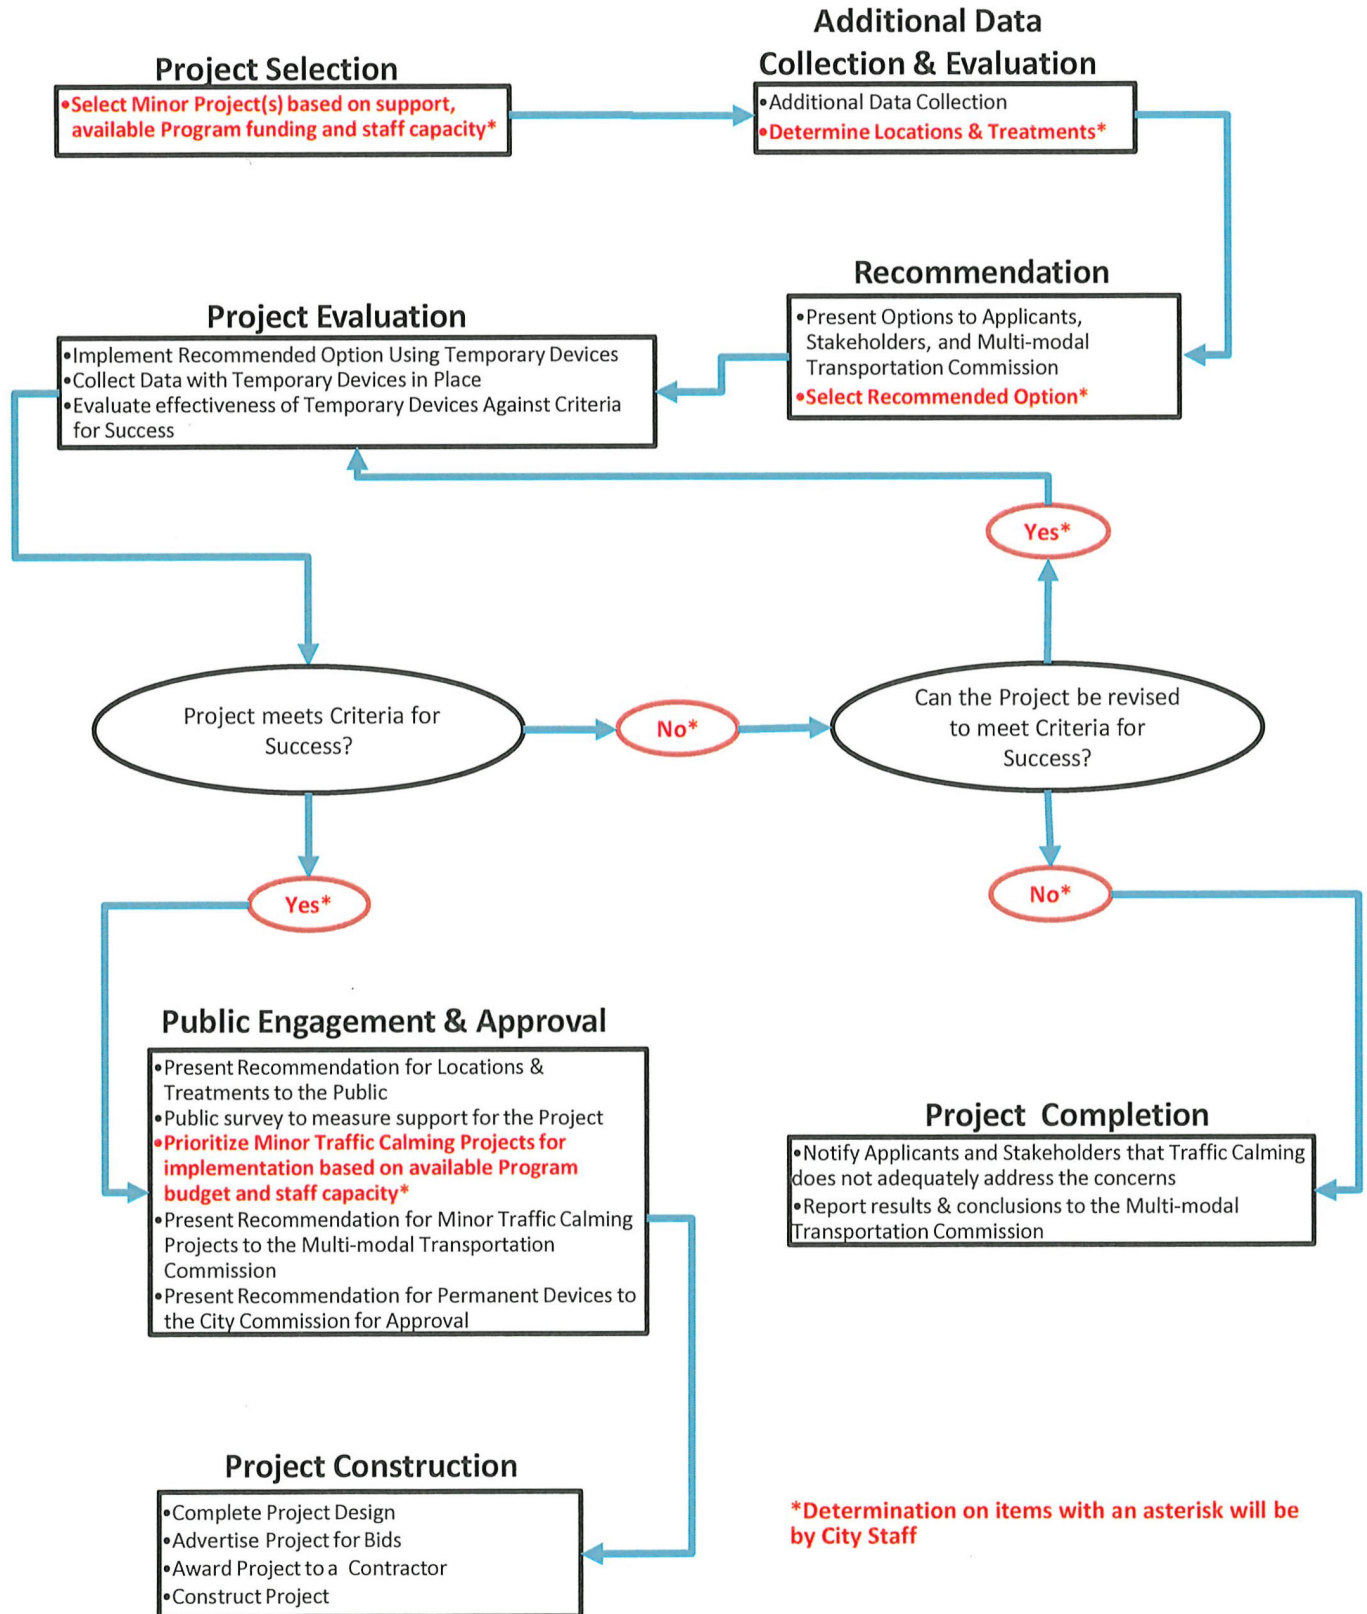 Project Selection
•Select Minor Project(s) based on support,
available Program funding and staff capacity*
Additional Data
Collection & Evaluation
•Additional Data Collection
•Determine Locations & Treatments*
Recommendation
•Present Options to Applicants,
Stakeholders, and Multi-modal
Transportation Commission
•Select Recommended Option*
Project Evaluation
•Implement Recommended Option Using Temporary Devices
•Collect Data with Temporary Devices in Place
•Evaluate effectiveness of Temporary Devices Against Criteria
for Success
Yes*
Project meets Criteria for
Success?
No*
Can the Project be revised
to meet Criteria for
Success?
Yes*
No*
Public Engagement & Approval
•Present Recommendation for Locations &
Treatments to the Public
•Public survey to measure support for the Project
•Prioritize Minor Traffic Calming Projects for
implementation based on available Program
budget and staff capacity*
•Present Recommendation for Minor Traffic Calming
Projects to the Multi-modal Transportation
Commission
•Present Recommendation for Permanent Devices to
the City Commission for Approval
Project Completion
•Notify Applicants and Stakeholders that Traffic Calming
does not adequately address the concerns
•Report results & conclusions to the Multi-modal
Transportation Commission
Project Construction
•Complete Project Design
•Advertise Project for Bids
•Award Project to a Contractor
•Construct Project
*Determination on items with an asterisk will be
by City Staff